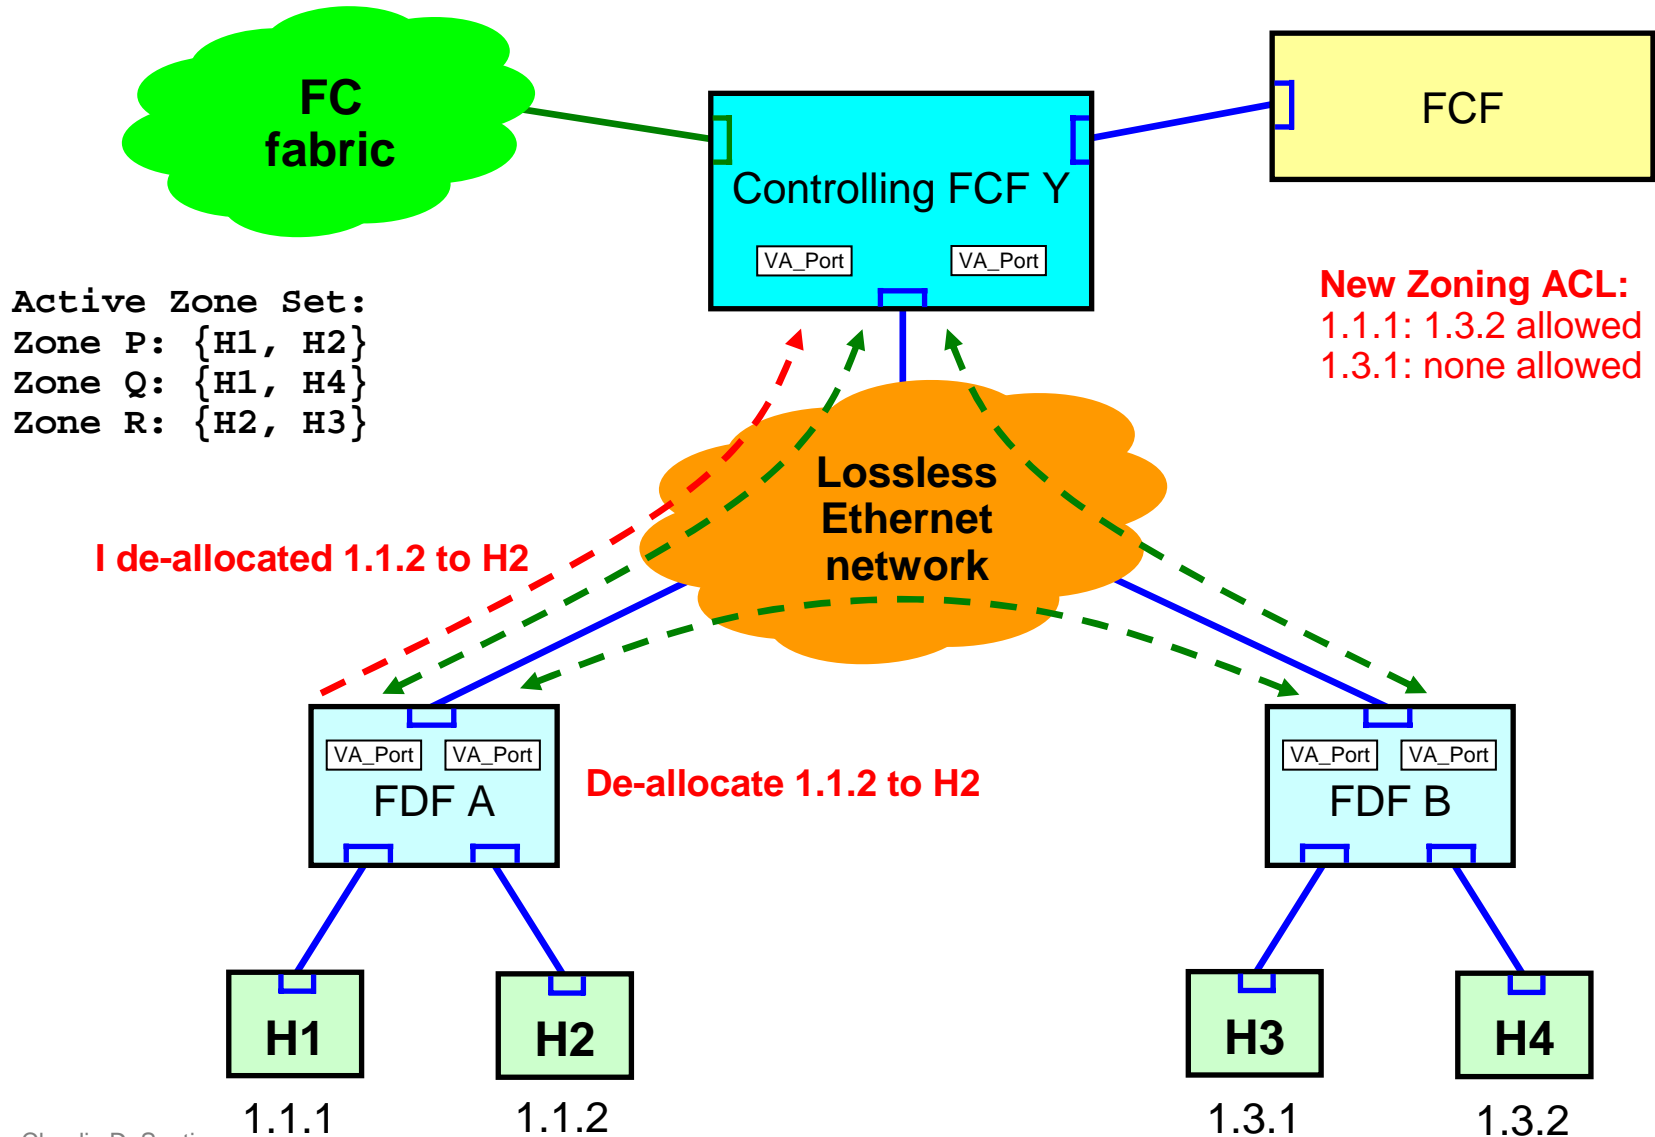 FC
fabric
FCF
Controlling FCF Y
VA_Port
VA_Port
Active Zone Set:
Zone P: {H1, H2}
Zone Q: {H1, H4}
Zone R: {H2, H3}
New Zoning ACL:
1.1.1: 1.3.2 allowed
1.3.1: none allowed
Lossless
Ethernet
network
I de-allocated 1.1.2 to H2
VA_Port
VA_Port
FDF A
De-allocate 1.1.2 to H2
VA_Port
VA_Port
FDF B
H1
H2
H3
H4
1.1.1
1.1.2
1.3.1
1.3.2